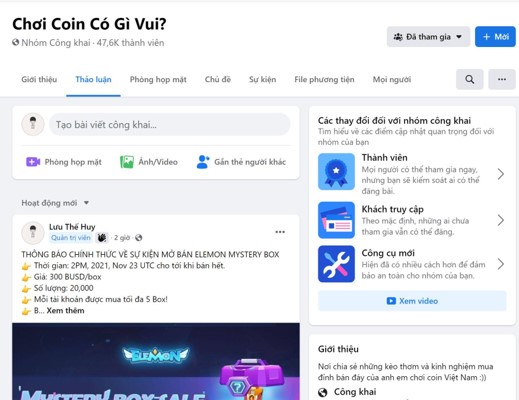 Chơi Coin Có Gì Vui?
Nhóm Công khai · 47,6K thành viên
Đã tham gia
+ Mời
Giới thiệu
Thảo luận
Phòng họp mặt
Chủ đề
Sự kiện
File phương tiện
Mọi người
Tạo bài viết công khai...
Phòng họp mặt
Ảnh/Video
Gắn thẻ người khác
Hoạt động mới
Lưu Thế Huy
Quản trị viên · 2 giờ ·
THÔNG BÁO CHÍNH THỨC VỀ SỰ KIỆN MỞ BÁN ELEMON MYSTERY BOX
👉 Thời gian: 2PM, 2021, Nov 23 UTC cho tới khi bán hết.
👉 Giá: 300 BUSD/box
👉 Số lượng: 20,000
👉 Mỗi tài khoản được mua tối đa 5 Box!
👉 B... Xem thêm
ELEMON
MYSTERY BOX SALE
Các thay đổi đối với nhóm công khai
Tìm hiểu về các điểm cập nhật quan trọng đối với
nhóm của bạn
Thành viên
Mọi người có thể tham gia ngay,
nhưng bạn sẽ kiểm soát ai có thể
đăng bài.
Khách truy cập
Theo mặc định, những ai chưa
tham gia vẫn có thể đăng.
Công cụ mới
Hiện đã có nhiều cách hơn để đảm
bảo an toàn cho nhóm của bạn.
Xem video
Giới thiệu
Nơi chia sẻ những kèo thơm và kinh nghiệm mua
đỉnh bán đáy của anh em chơi coin Việt Nam :))
Công khai